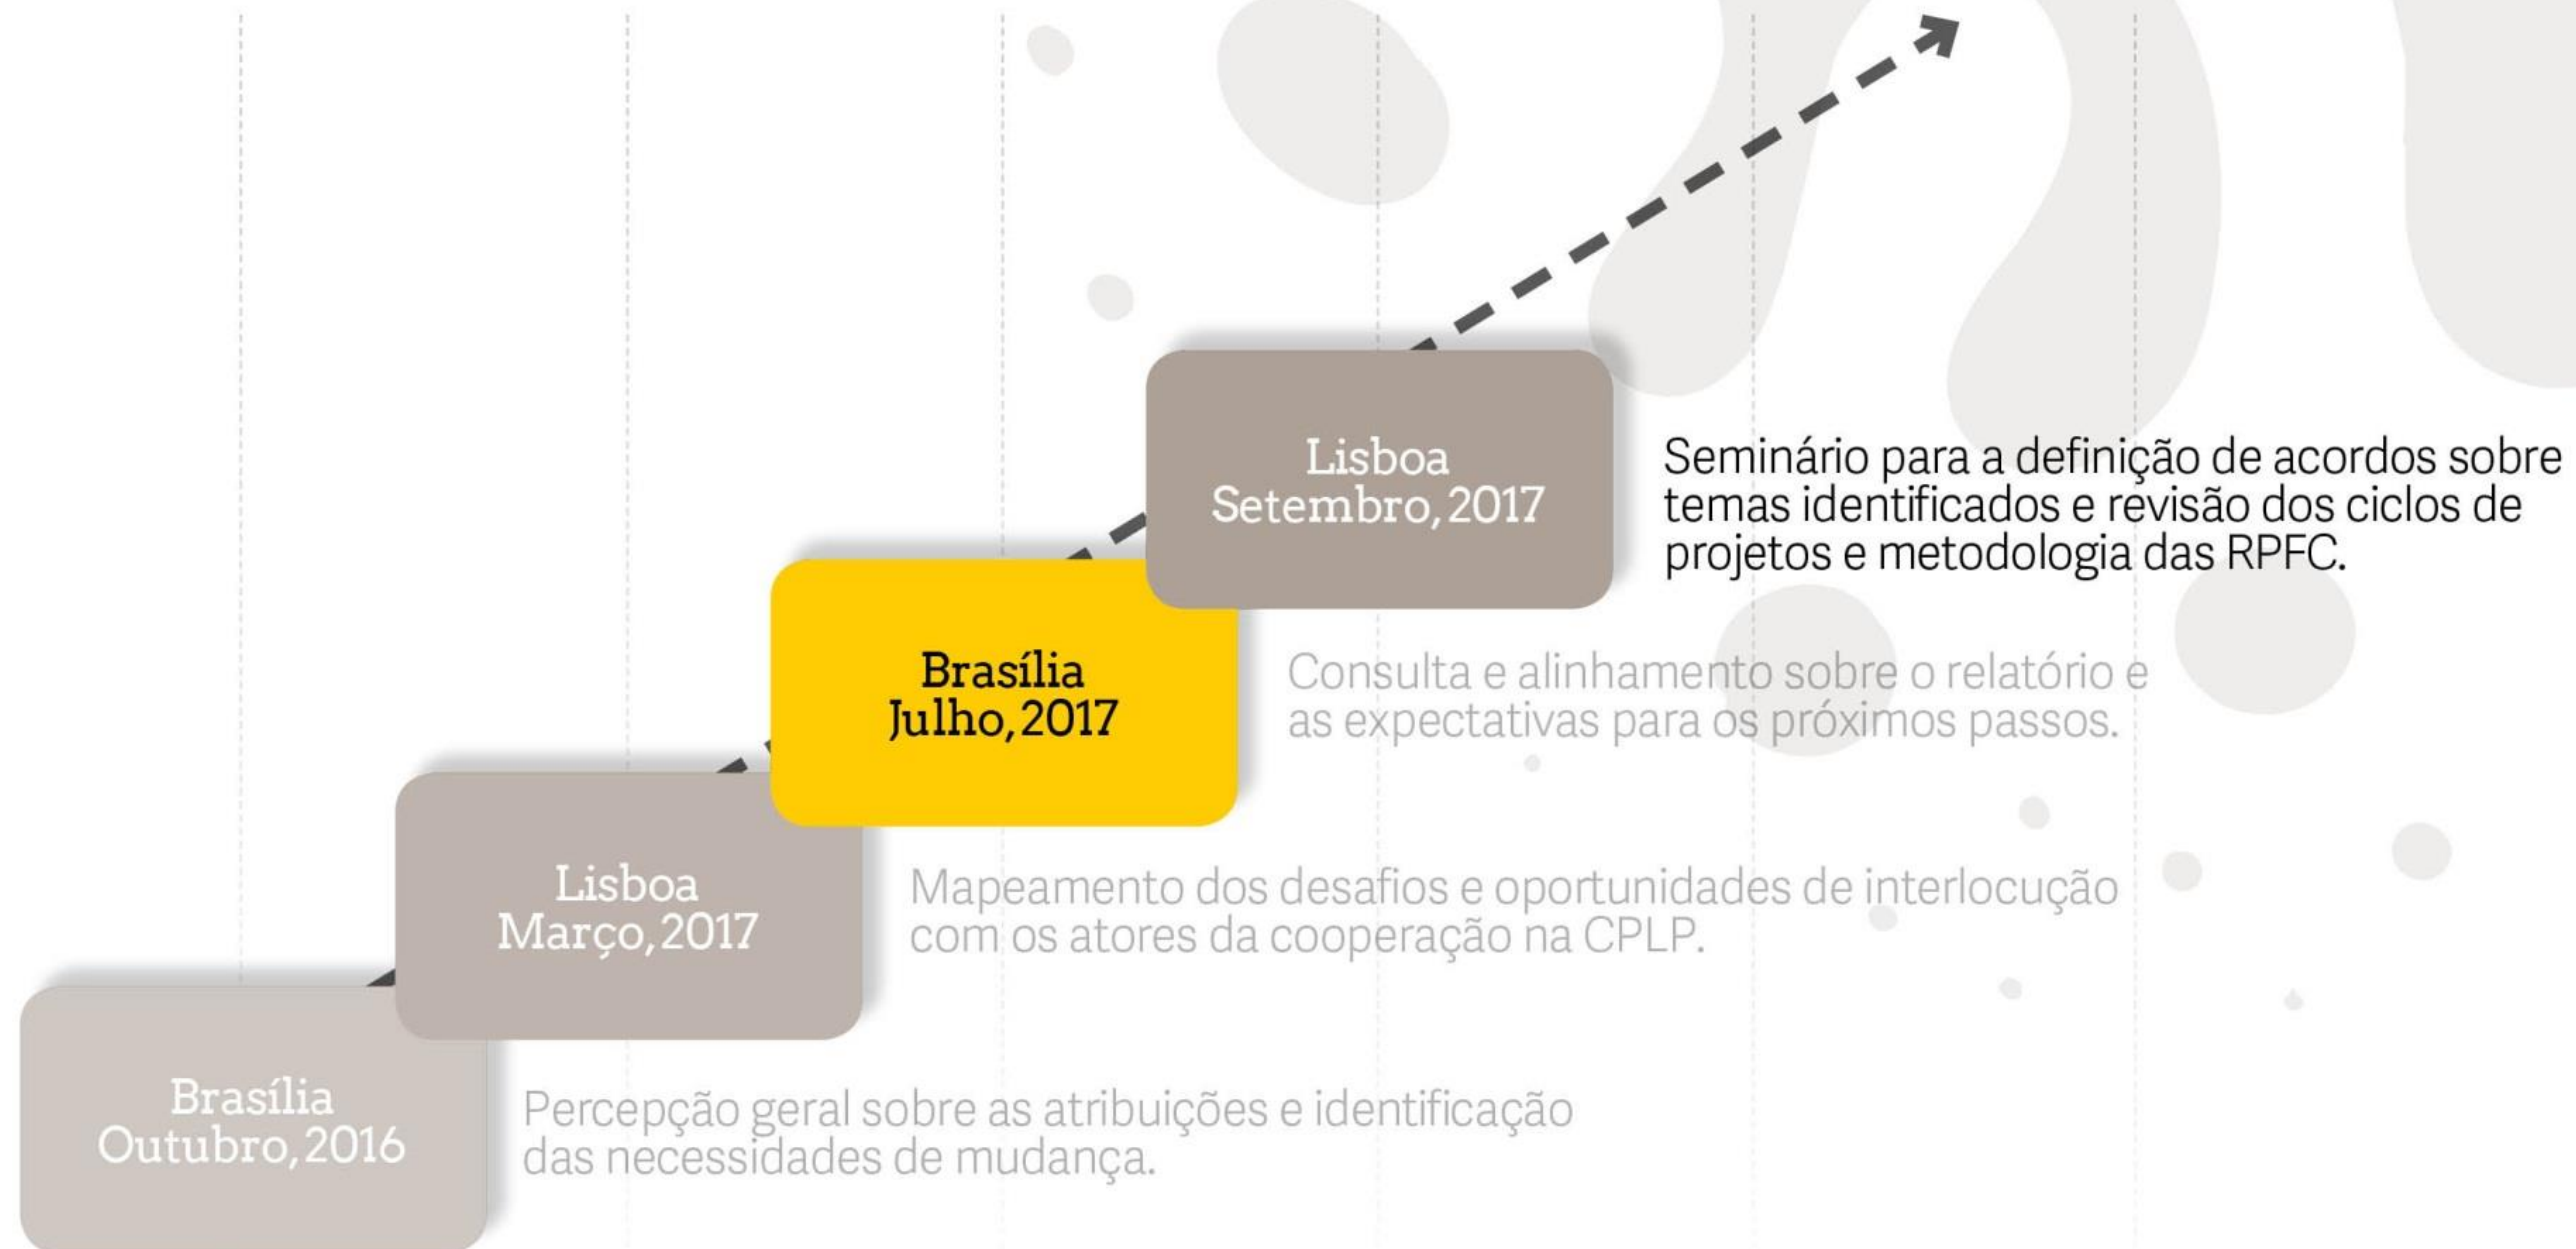 Lisboa
Setembro, 2017
Seminário para a definição de acordos sobre
temas identificados e revisão dos ciclos de
projetos e metodologia das RPFC.
Brasília
Julho, 2017
Consulta e alinhamento sobre o relatório e
as expectativas para os próximos passos.
Lisboa
Março, 2017
Mapeamento dos desafios e oportunidades de interlocução
com os atores da cooperação na CPLP.
Brasília
Outubro, 2016
Percepção geral sobre as atribuições e identificação
das necessidades de mudança.